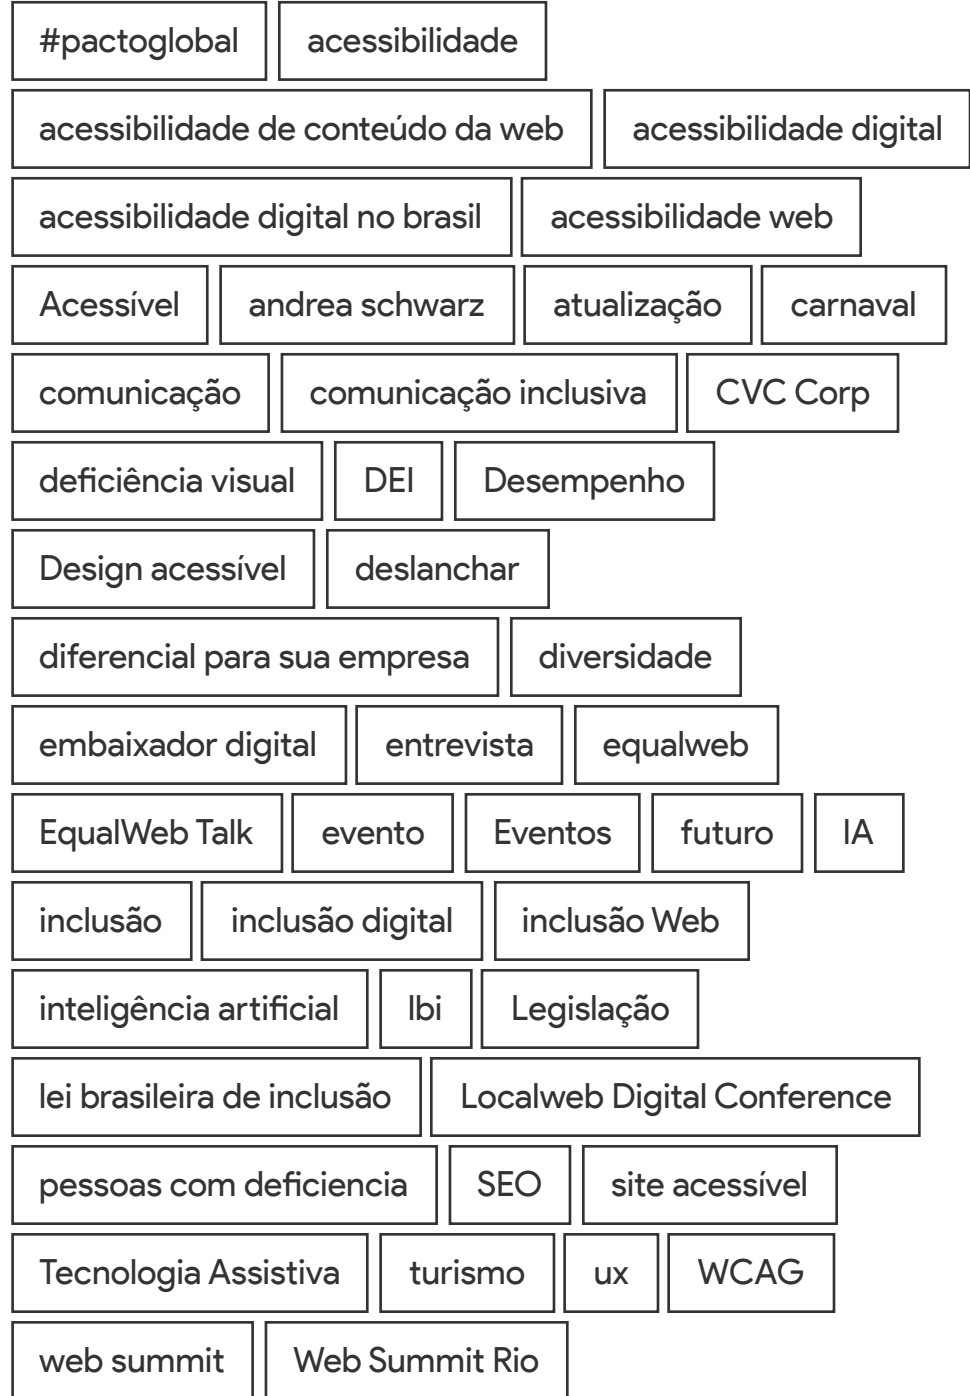 #pactoglobal acessibilidade
acessibilidade de conteúdo da web acessibilidade digital
acessibilidade digital no brasil acessibilidade web
Acessível andrea schwarz atualização carnaval
comunicação comunicação inclusiva CVC Corp
deficiência visual DEI Desempenho
Design acessível deslanchar
diferencial para sua empresa diversidade
embaixador digital entrevista equalweb
EqualWeb Talk evento Eventos futuro IA
inclusão inclusão digital inclusão Web
inteligência artificial lbi Legislação
lei brasileira de inclusão Localweb Digital Conference
pessoas com deficiencia SEO site acessível
Tecnologia Assistiva turismo ux WCAG
web summit Web Summit Rio